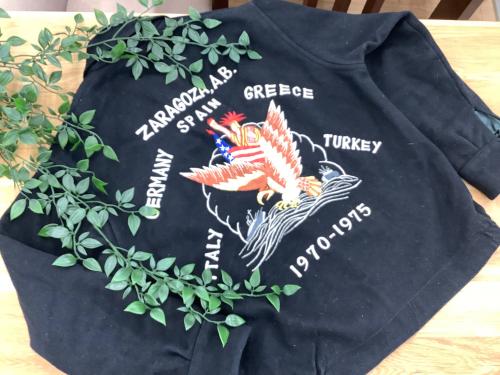 ZARAGOZA.A.B.
SPAIN
GREECE
GERMANY
TURKEY
ITALY
1970-1975